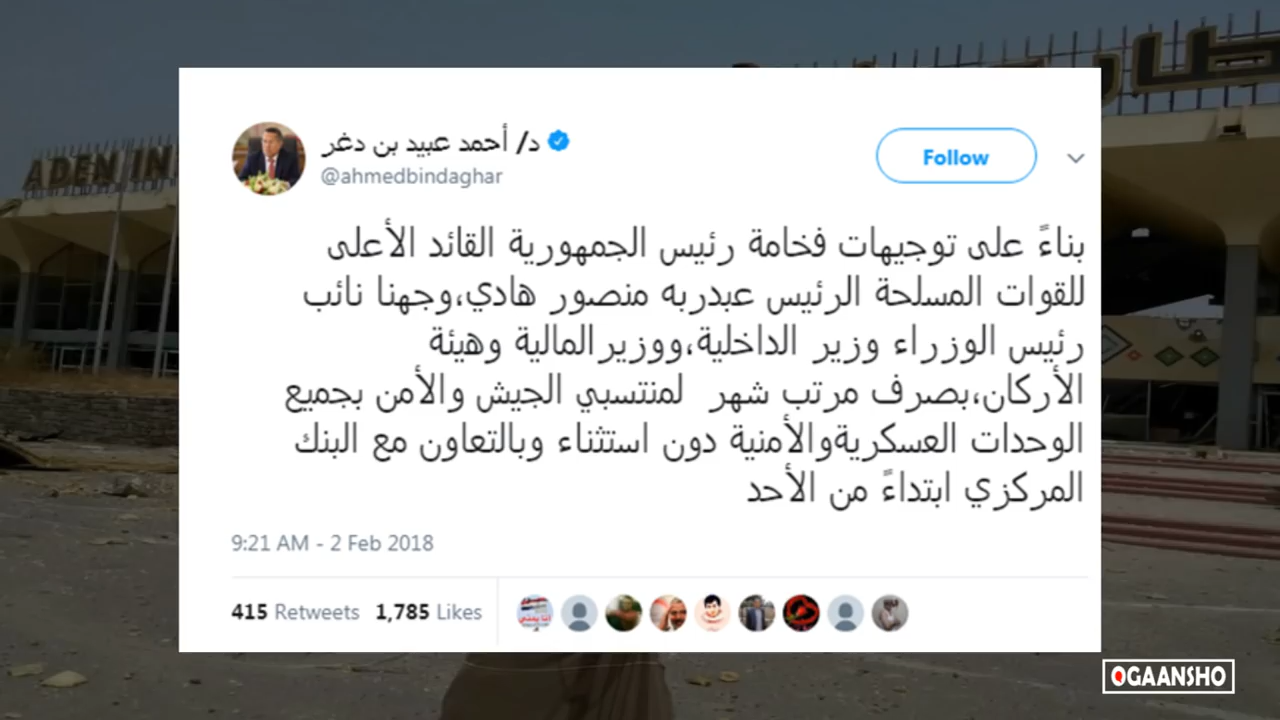 ADEN IN
د/ أحمد عبيد بن دغر
@ahmedbindaghar
Follow
بناءً على توجيهات فخامة رئيس الجمهورية القائد الأعلى
للقوات المسلحة الرئيس عبدربه منصور هادي،وجهنا نائب
رئيس الوزراء وزير الداخلية،ووزيرالمالية وهيئة
الأركان،بصرف مرتب شهر لمنتسبي الجيش والأمن بجميع
الوحدات العسكريةوالأمنية دون استثناء وبالتعاون مع البنك
المركزي ابتداءً من الأحد
9:21 AM - 2 Feb 2018
415 Retweets 1,785 Likes
OGAANSHO